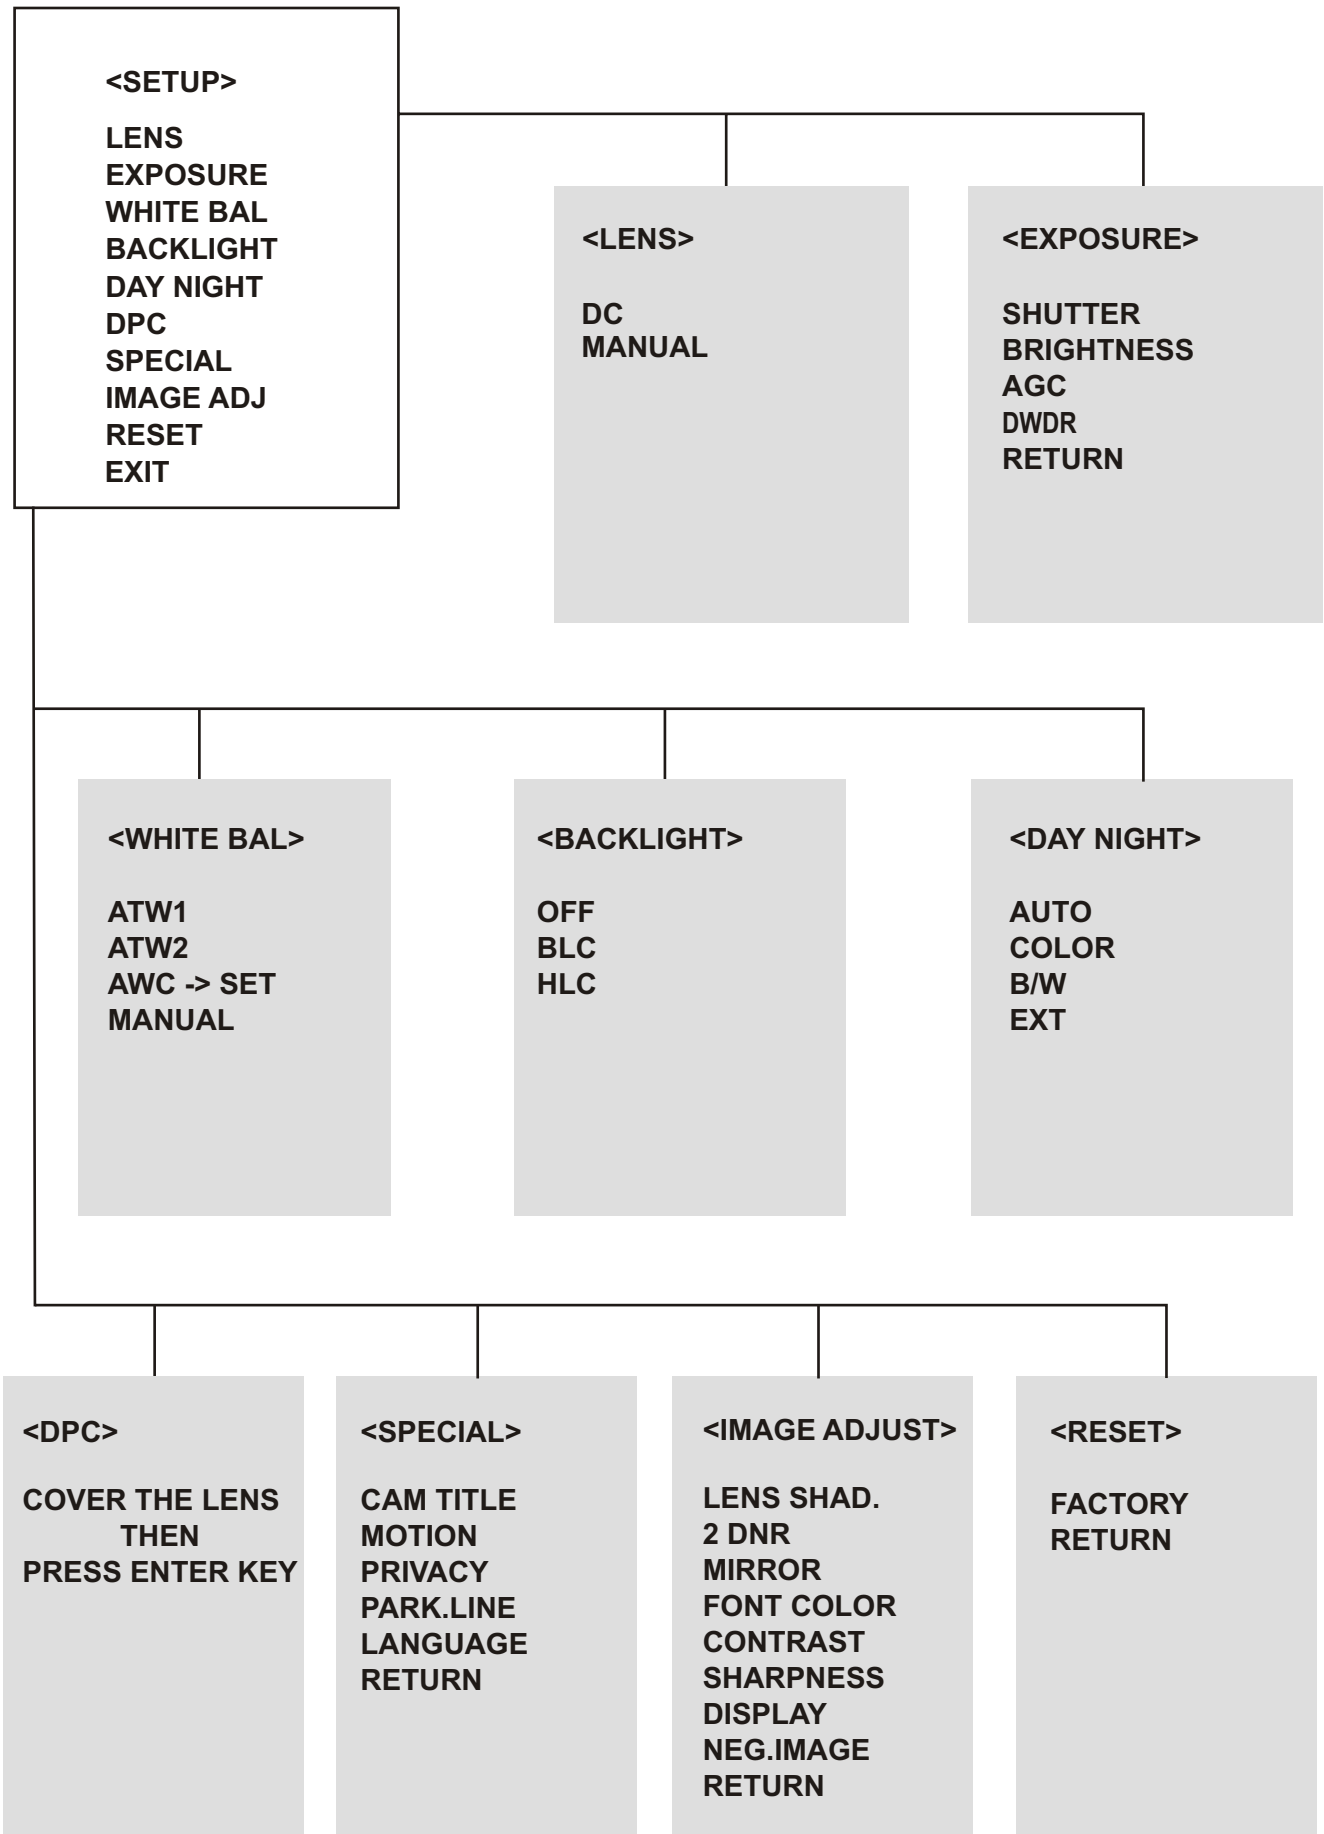 <SETUP>
LENS
EXPOSURE
WHITE BAL
BACKLIGHT
DAY NIGHT
DPC
SPECIAL
IMAGE ADJ
RESET
EXIT
<LENS>
DC
MANUAL
<EXPOSURE>
SHUTTER
BRIGHTNESS
AGC
DWDR
RETURN
<WHITE BAL>
ATW1
ATW2
AWC -> SET
MANUAL
<BACKLIGHT>
OFF
BLC
HLC
<DAY NIGHT>
AUTO
COLOR
B/W
EXT
<DPC>
COVER THE LENS
THEN
PRESS ENTER KEY
<SPECIAL>
CAM TITLE
MOTION
PRIVACY
PARK.LINE
LANGUAGE
RETURN
<IMAGE ADJUST>
LENS SHAD.
2 DNR
MIRROR
FONT COLOR
CONTRAST
SHARPNESS
DISPLAY
NEG.IMAGE
RETURN
<RESET>
FACTORY
RETURN